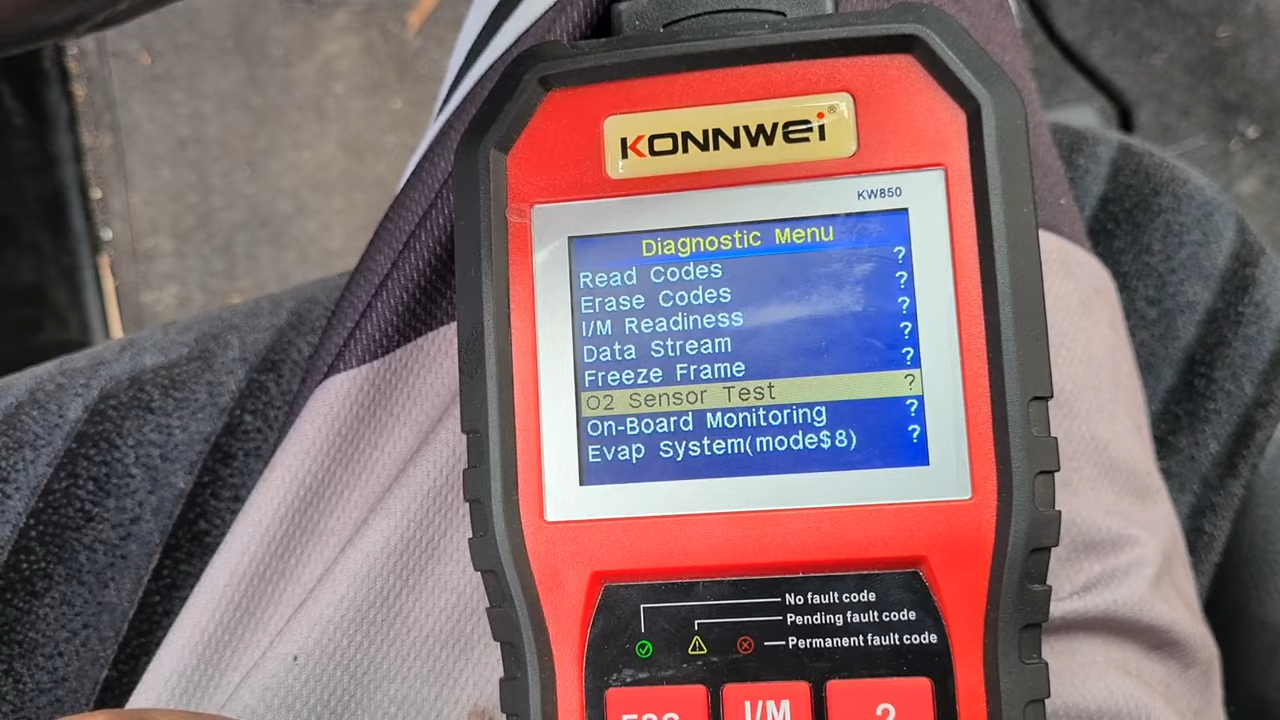 KONNWEI®
KW850
Diagnostic Menu
Read Codes ?
Erase Codes ?
I/M Readiness ?
Data Stream ?
Freeze Frame ?
O2 Sensor Test ?
On-Board Monitoring ?
Evap System(mode$8) ?
No fault code
Pending fault code
Permanent fault code
ESC I/M ?